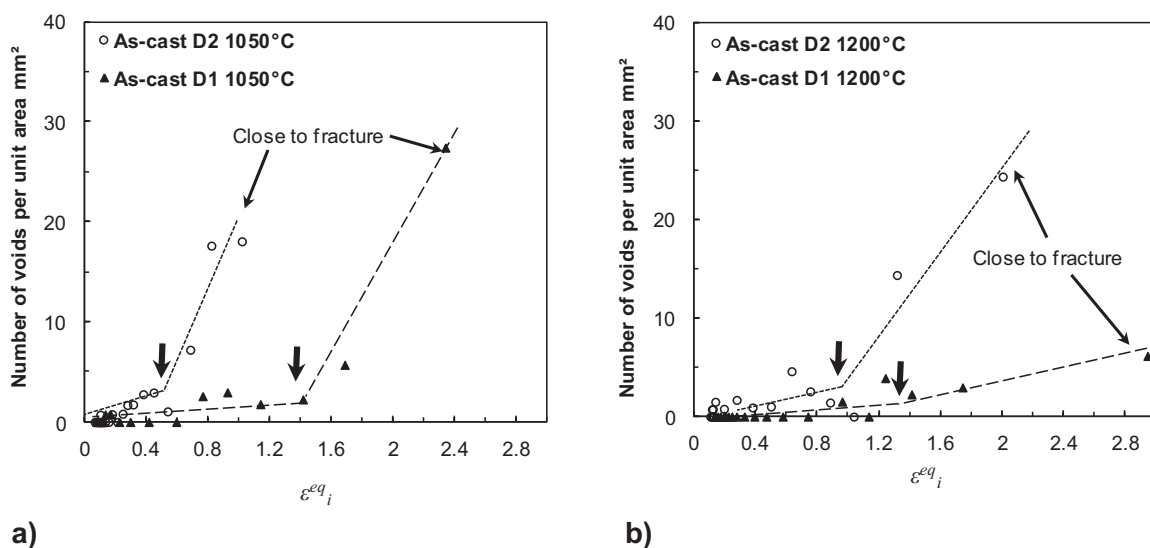 Number of voids per unit area mm²
40
30
20
10
0
As-cast D2 1050°C
As-cast D1 1050°C
Close to fracture
0 0.4 0.8 1.2 1.6 2 2.4 2.8
ε^eq_i
a)
Number of voids per unit area mm²
40
30
20
10
0
As-cast D2 1200°C
As-cast D1 1200°C
Close to fracture
0 0.4 0.8 1.2 1.6 2 2.4 2.8
ε^eq_i
b)